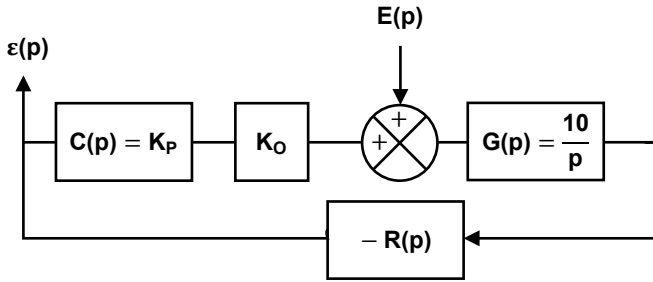 E(p)
ε(p)
+
+
C(p) = K_P
K_O
G(p) = 10/p
− R(p)